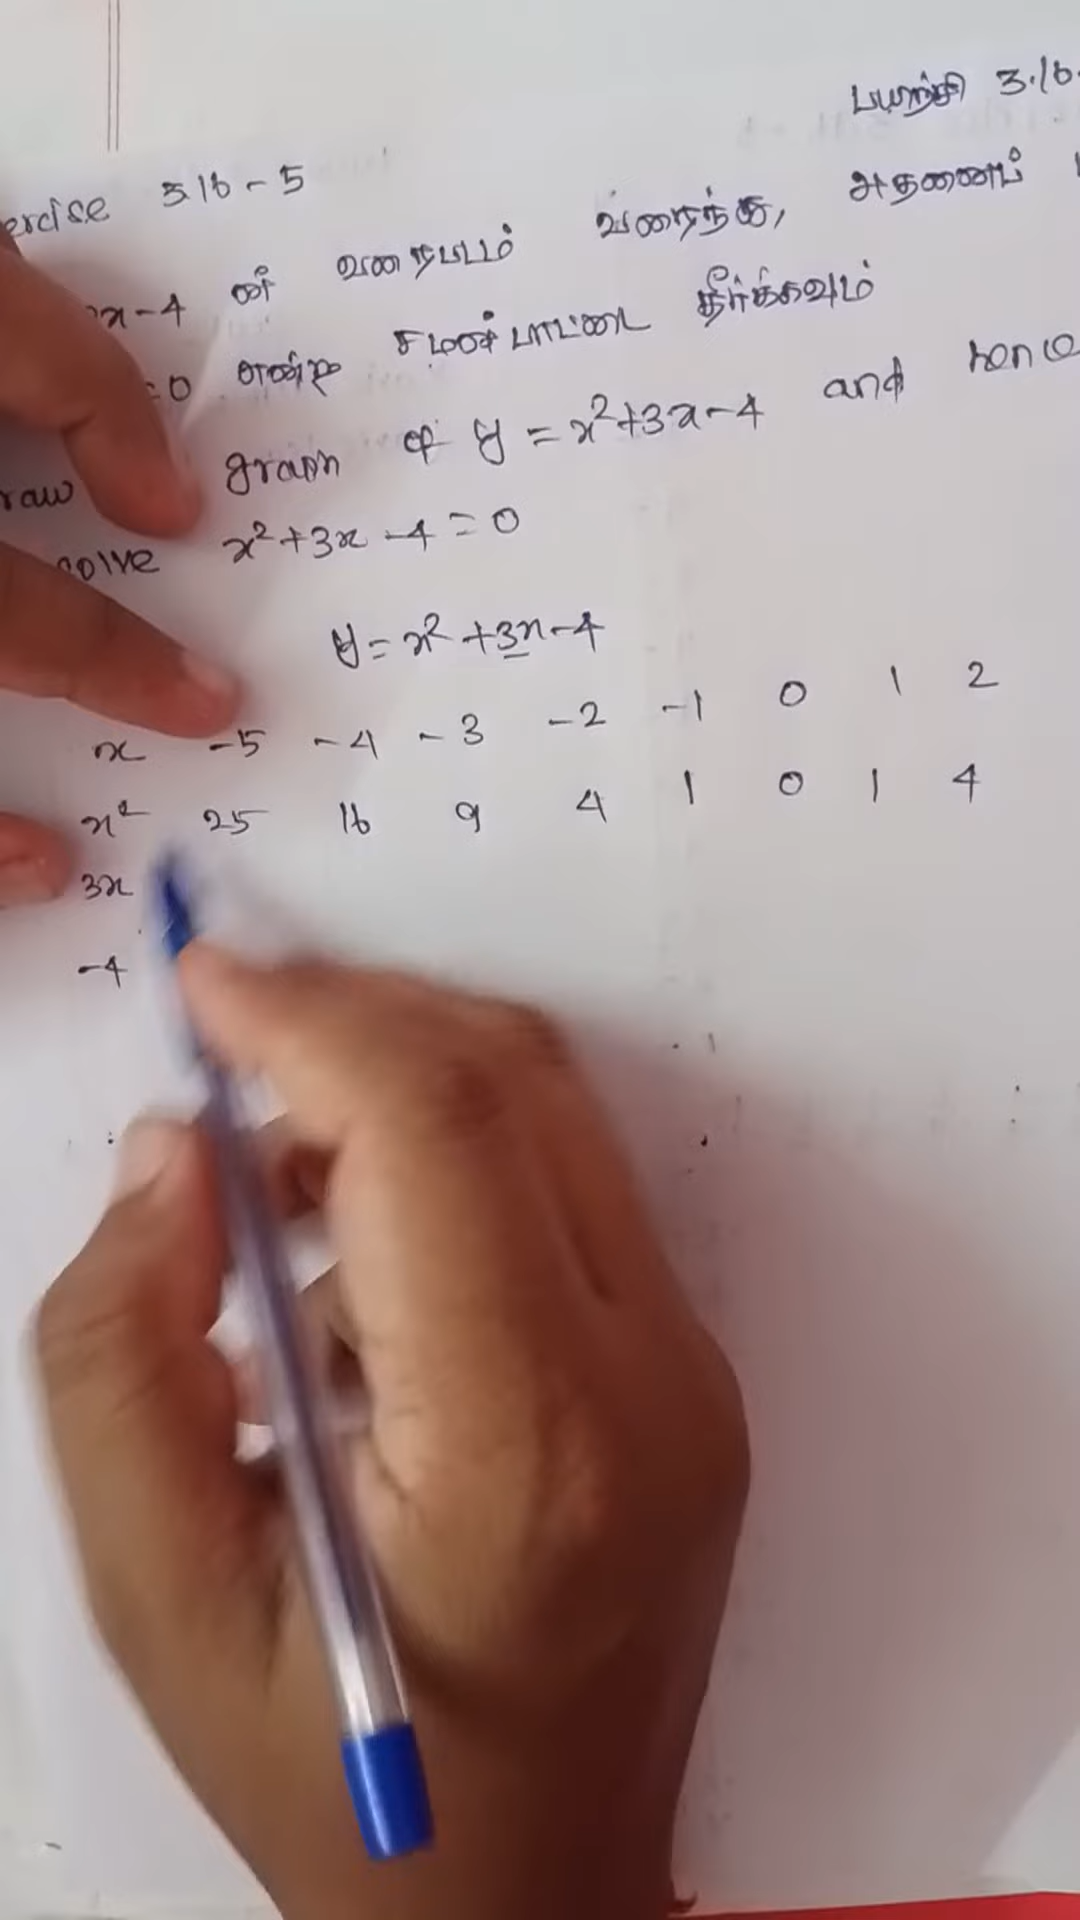 பயிற்சி 3.16
ercise 3.16-5
x-4 ன் வரைபடம் வரைந்து, அதனைப்
=0 என்ற சமன்பாட்டை தீர்க்கவும்
raw graph of y = x²+3x-4 and
solve x²+3x-4=0
y = x² +3x-4
x -5 -4 -3 -2 -1 0 1 2
x² 25 16 9 4 1 0 1 4
3x
-4